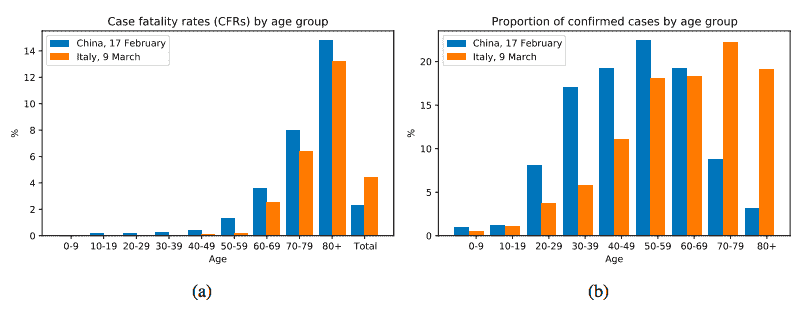 Case fatality rates (CFRs) by age group
China, 17 February
Italy, 9 March
14
12
10
8
6
4
2
0
%
0-9 10-19 20-29 30-39 40-49 50-59 60-69 70-79 80+ Total
Age
(a)
Proportion of confirmed cases by age group
China, 17 February
Italy, 9 March
20
15
10
5
0
%
0-9 10-19 20-29 30-39 40-49 50-59 60-69 70-79 80+
Age
(b)